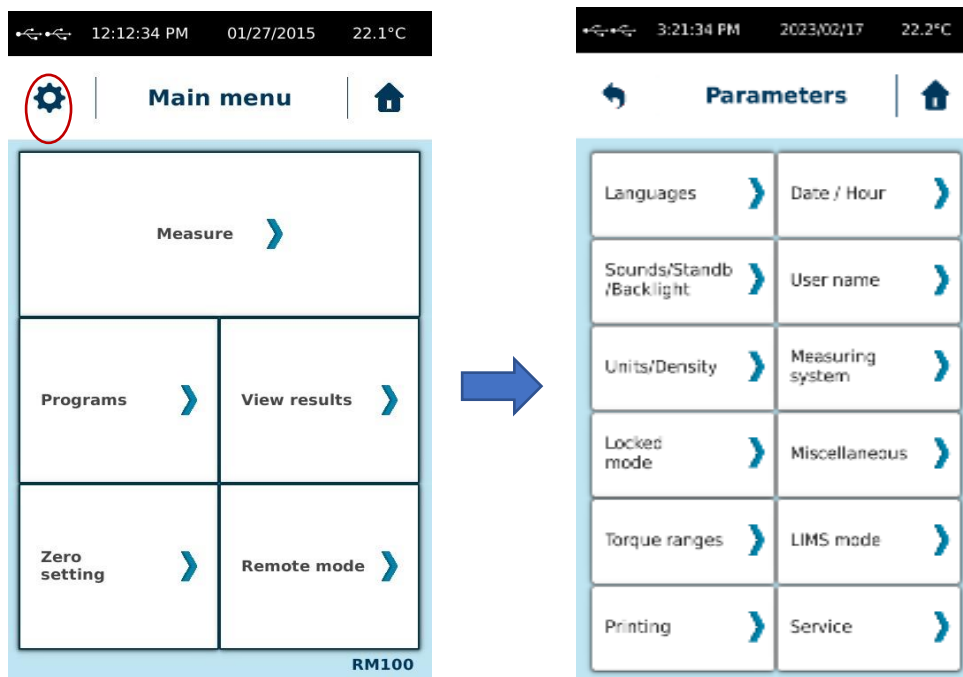 12:12:34 PM 01/27/2015 22.1°C
Main menu
Measure
Programs
View results
Zero
setting
Remote mode
RM100
3:21:34 PM 2023/02/17 22.2°C
Parameters
Languages
Date / Hour
Sounds/Standb
/Backlight
User name
Units/Density
Measuring
system
Locked
mode
Miscellaneous
Torque ranges
LIMS mode
Printing
Service